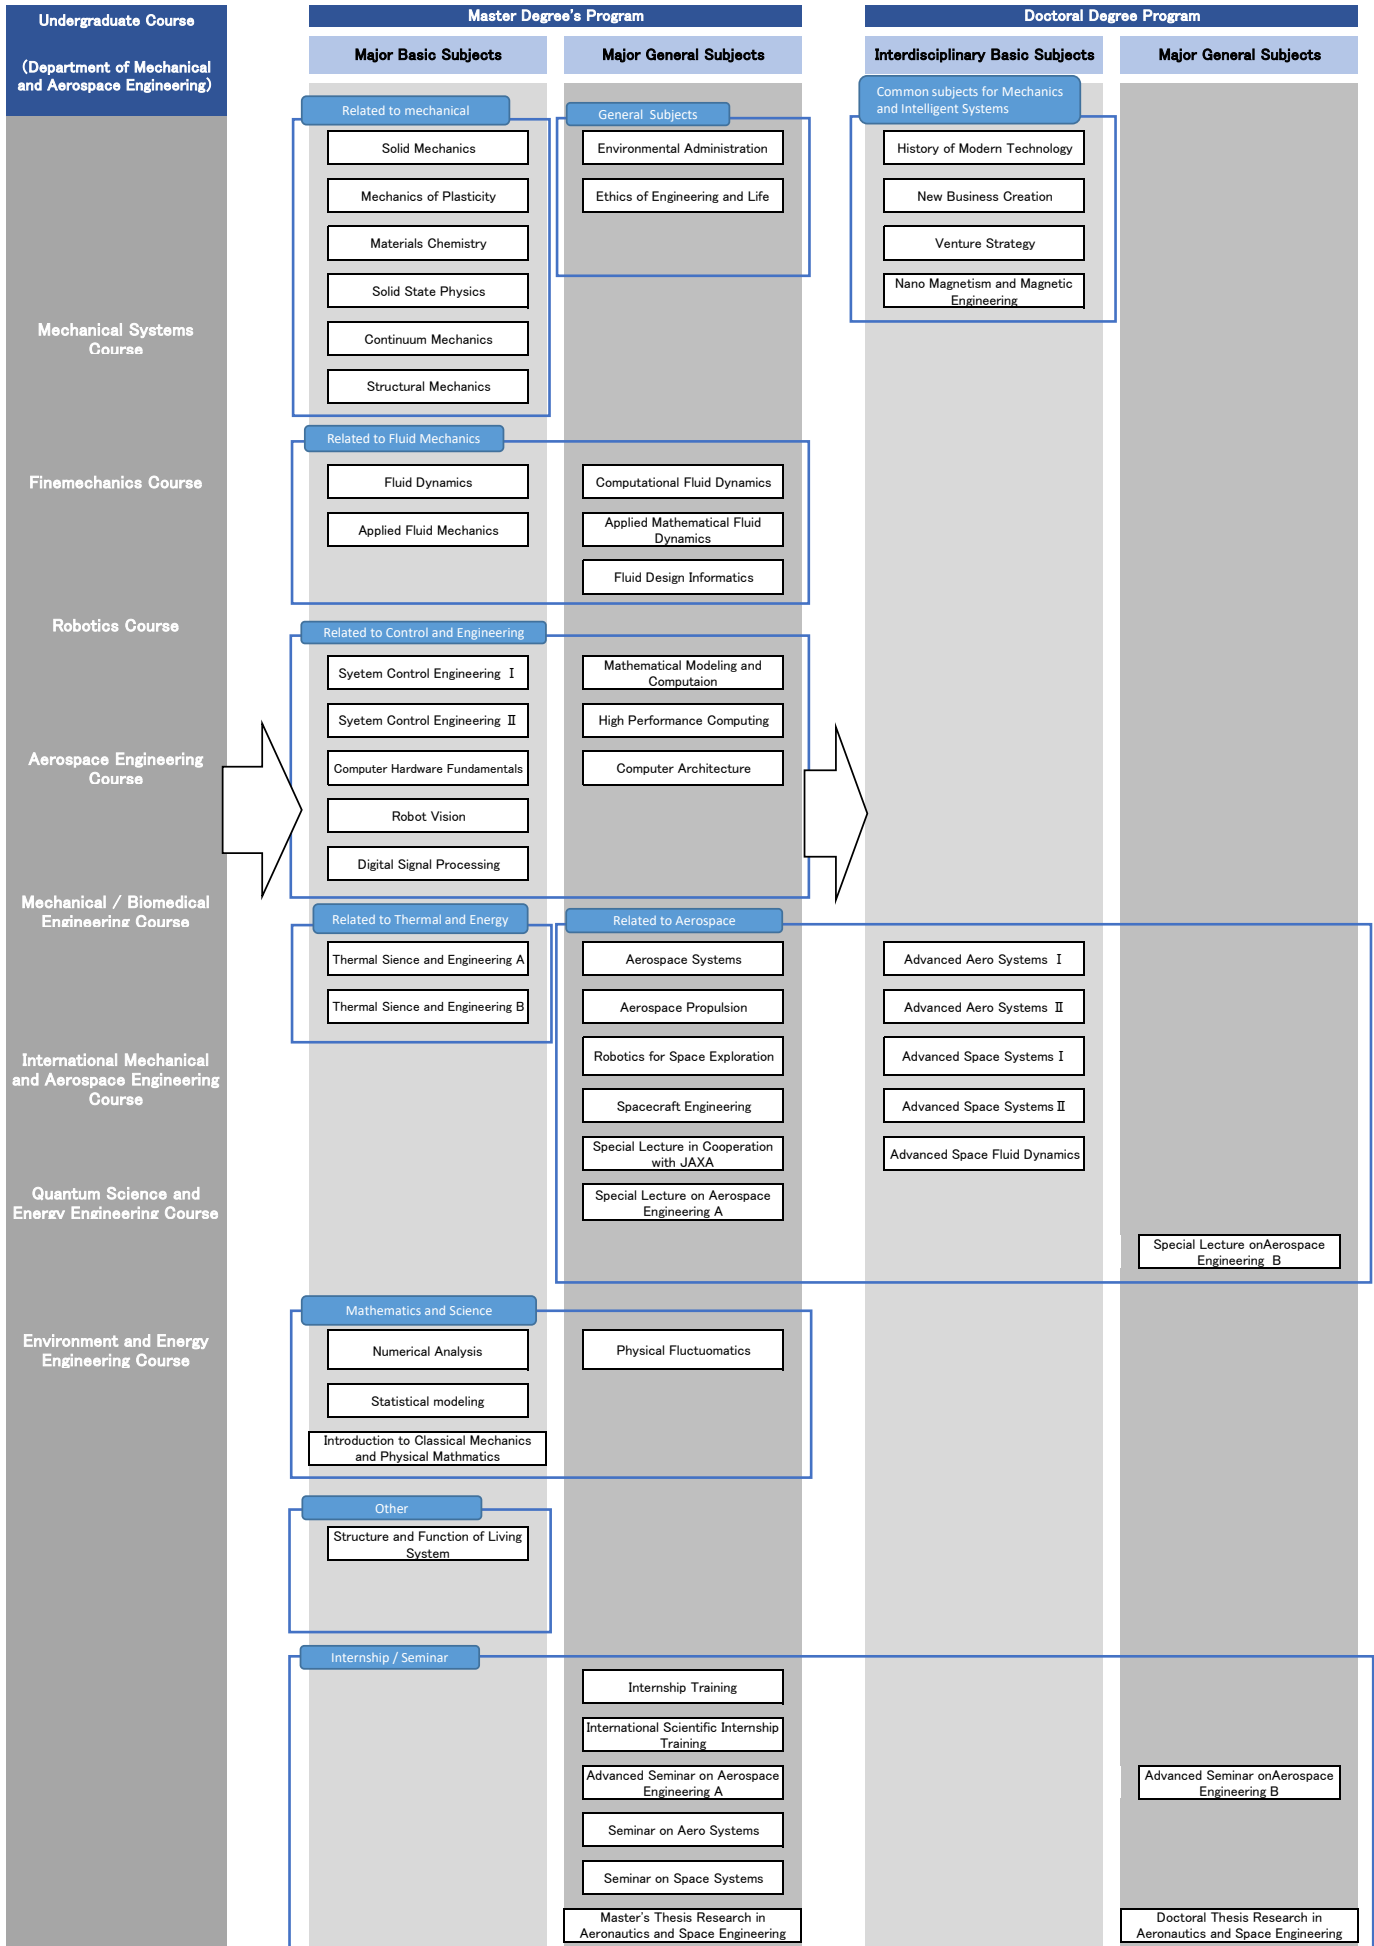 Undergraduate Course
(Department of Mechanical
and Aerospace Engineering)
Mechanical Systems
Course
Finemechanics Course
Robotics Course
Aerospace Engineering
Course
Mechanical / Biomedical
Engineering Course
International Mechanical
and Aerospace Engineering
Course
Quantum Science and
Energy Engineering Course
Environment and Energy
Engineering Course
Master Degree's Program
Major Basic Subjects
Major General Subjects
Related to mechanical
Solid Mechanics
Mechanics of Plasticity
Materials Chemistry
Solid State Physics
Continuum Mechanics
Structural Mechanics
General Subjects
Environmental Administration
Ethics of Engineering and Life
Related to Fluid Mechanics
Fluid Dynamics
Applied Fluid Mechanics
Computational Fluid Dynamics
Applied Mathematical Fluid
Dynamics
Fluid Design Informatics
Related to Control and Engineering
Syetem Control Engineering Ⅰ
Syetem Control Engineering Ⅱ
Computer Hardware Fundamentals
Robot Vision
Digital Signal Processing
Mathematical Modeling and
Computaion
High Performance Computing
Computer Architecture
Related to Thermal and Energy
Thermal Sience and Engineering A
Thermal Sience and Engineering B
Related to Aerospace
Aerospace Systems
Aerospace Propulsion
Robotics for Space Exploration
Spacecraft Engineering
Special Lecture in Cooperation
with JAXA
Special Lecture on Aerospace
Engineering A
Mathematics and Science
Numerical Analysis
Statistical modeling
Introduction to Classical Mechanics
and Physical Mathmatics
Physical Fluctuomatics
Other
Structure and Function of Living
System
Internship / Seminar
Internship Training
International Scientific Internship
Training
Advanced Seminar on Aerospace
Engineering A
Seminar on Aero Systems
Seminar on Space Systems
Master's Thesis Research in
Aeronautics and Space Engineering
Doctoral Degree Program
Interdisciplinary Basic Subjects
Major General Subjects
Common subjects for Mechanics
and Intelligent Systems
History of Modern Technology
New Business Creation
Venture Strategy
Nano Magnetism and Magnetic
Engineering
Advanced Aero Systems Ⅰ
Advanced Aero Systems Ⅱ
Advanced Space Systems Ⅰ
Advanced Space Systems Ⅱ
Advanced Space Fluid Dynamics
Special Lecture onAerospace
Engineering B
Advanced Seminar onAerospace
Engineering B
Doctoral Thesis Research in
Aeronautics and Space Engineering